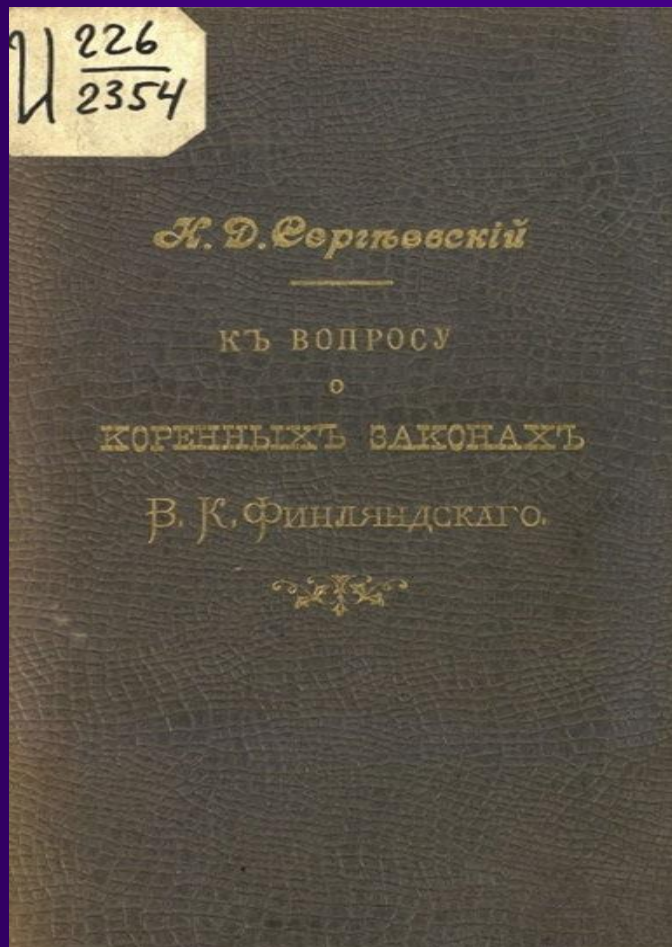 И 226
2354
Н. Д. Сергѣевскій
КЪ ВОПРОСУ
О
КОРЕННЫХЪ ЗАКОНАХЪ
В. К. ФИНЛЯНДСКАГО.